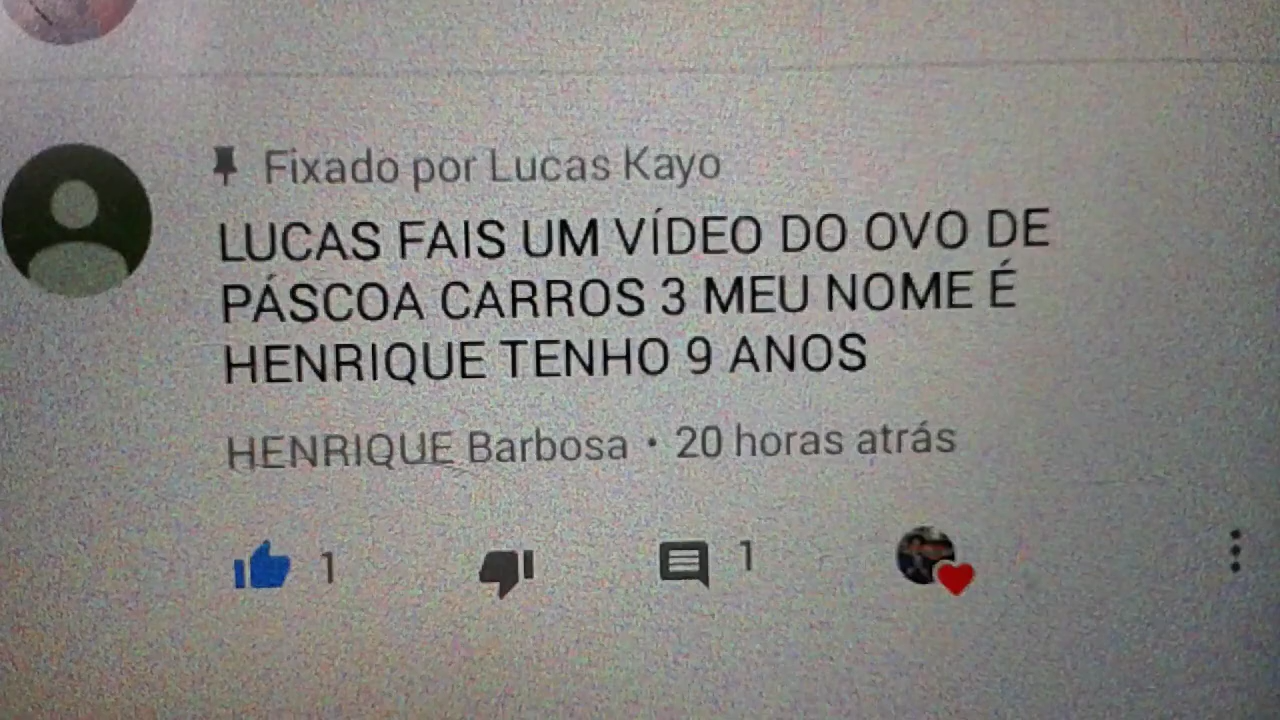 Fixado por Lucas Kayo
LUCAS FAIS UM VÍDEO DO OVO DE
PÁSCOA CARROS 3 MEU NOME É
HENRIQUE TENHO 9 ANOS
HENRIQUE Barbosa • 20 horas atrás
1 1